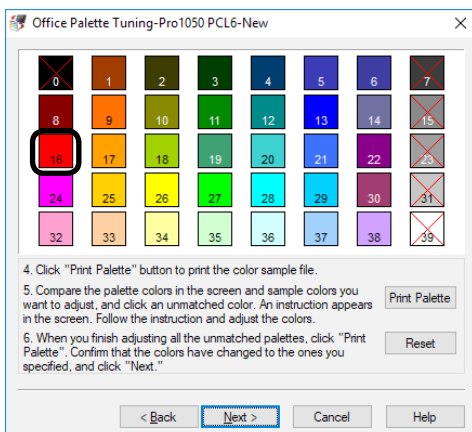 Office Palette Tuning-Pro1050 PCL6-New
0 1 2 3 4 5 6 7
8 9 10 11 12 13 14 15
16 17 18 19 20 21 22 23
24 25 26 27 28 29 30 31
32 33 34 35 36 37 38 39
4. Click "Print Palette" button to print the color sample file.
5. Compare the palette colors in the screen and sample colors you
want to adjust, and click an unmatched color. An instruction appears
in the screen. Follow the instruction and adjust the colors.
Print Palette
6. When you finish adjusting all the unmatched palettes, click "Print
Palette". Confirm that the colors have changed to the ones you
specified, and click "Next."
Reset
< Back Next > Cancel Help